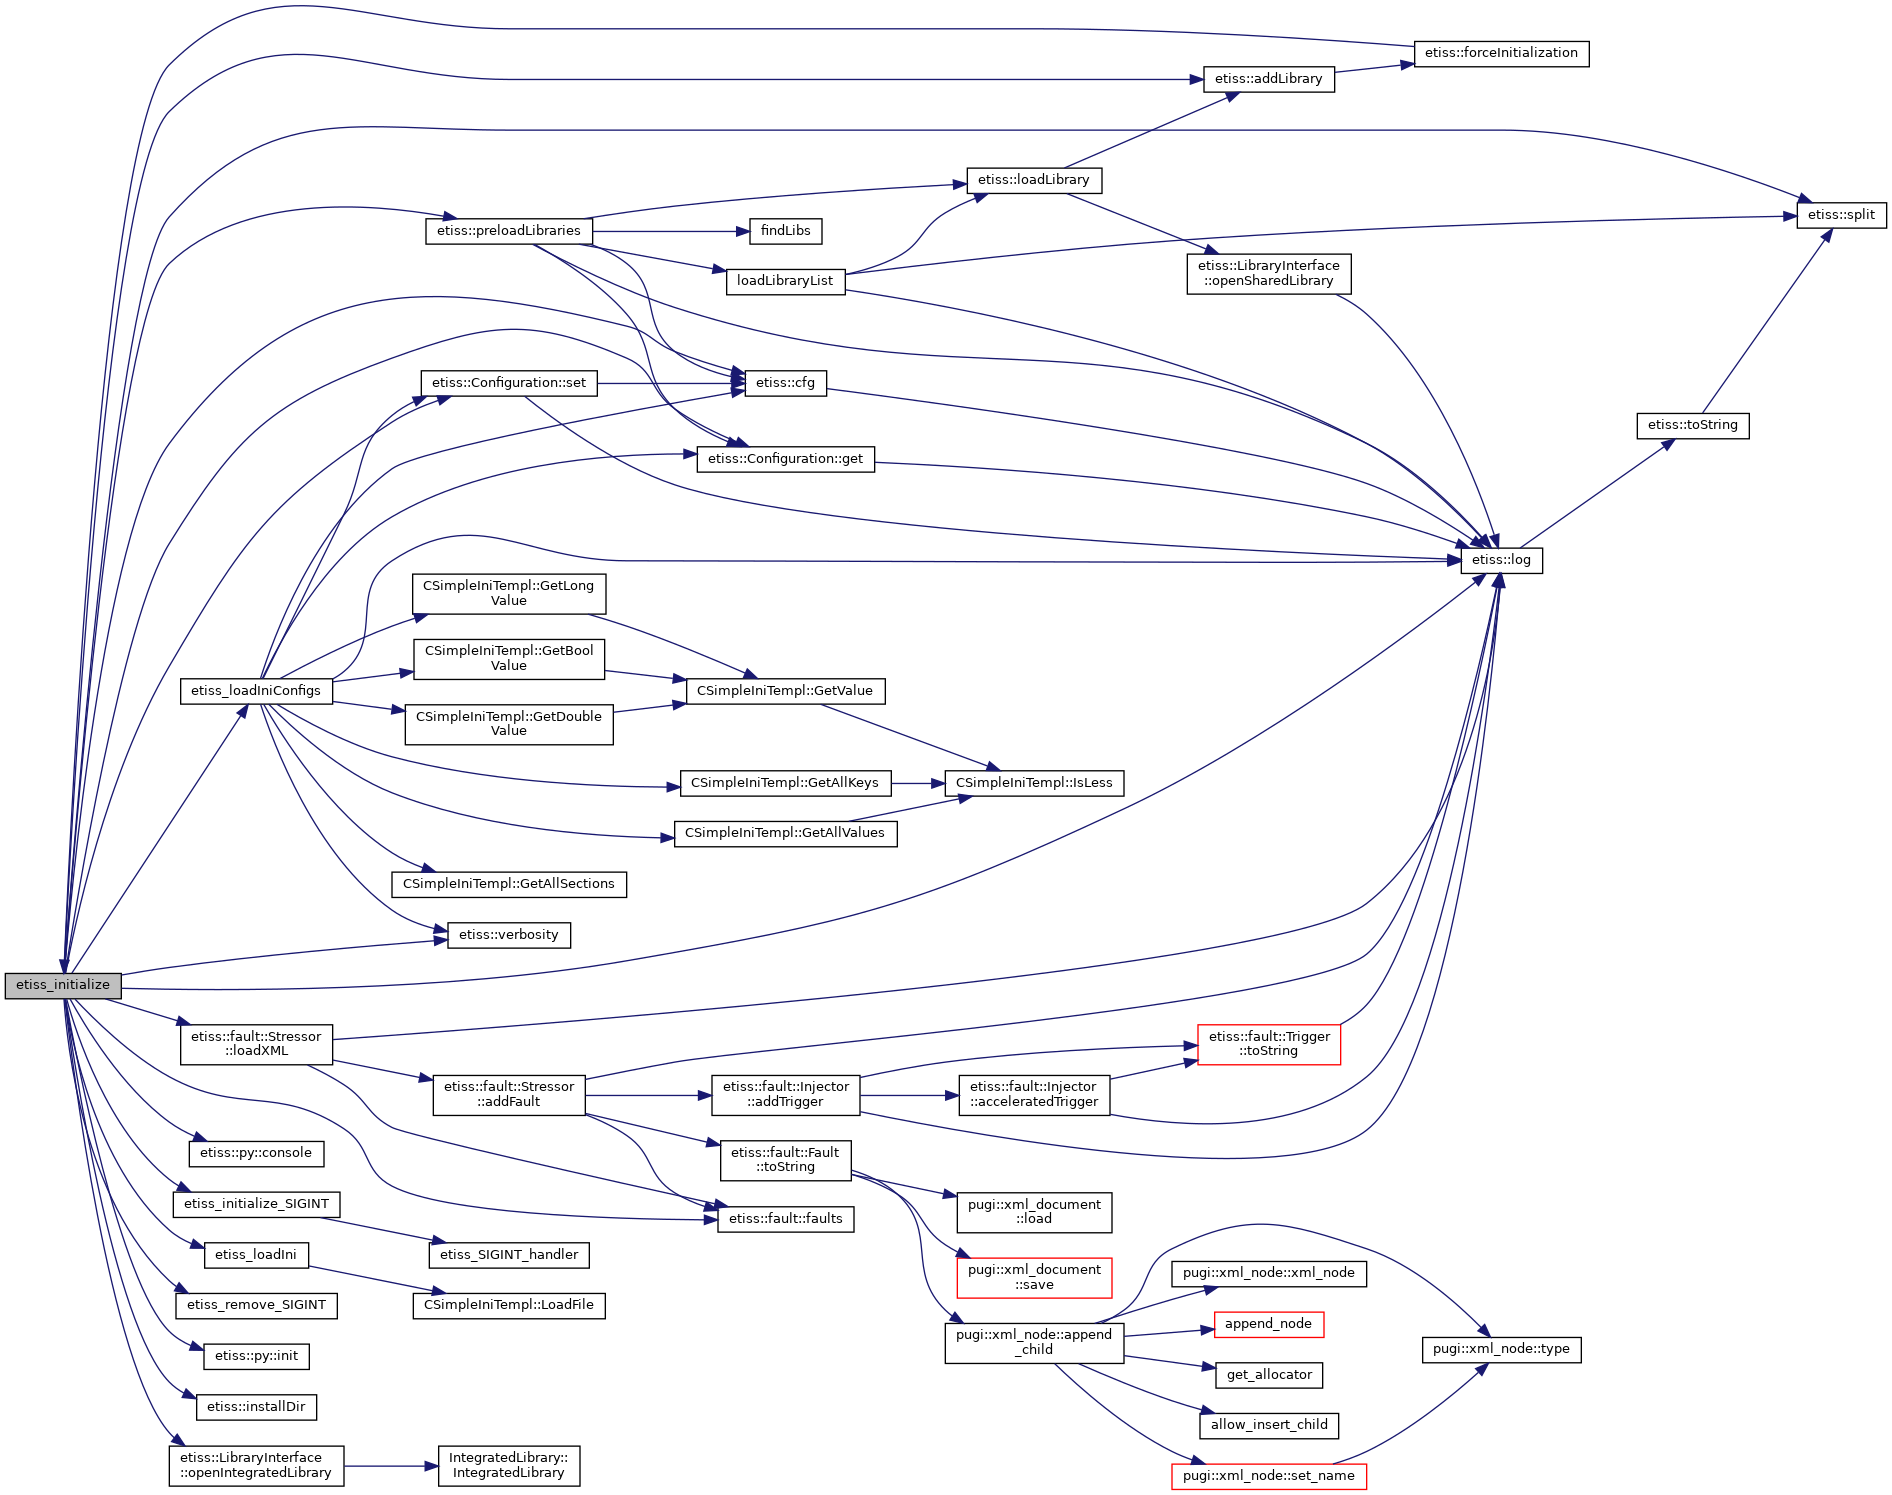 etiss::forceInitialization
etiss::addLibrary
etiss::loadLibrary
etiss::split
etiss::preloadLibraries
findLibs
etiss::LibraryInterface
::openSharedLibrary
loadLibraryList
etiss::Configuration::set
etiss::cfg
etiss::toString
etiss::Configuration::get
etiss::log
CSimpleIniTempl::GetLong
Value
CSimpleIniTempl::GetBool
Value
etiss_loadIniConfigs
CSimpleIniTempl::GetValue
CSimpleIniTempl::GetDouble
Value
CSimpleIniTempl::GetAllKeys
CSimpleIniTempl::IsLess
CSimpleIniTempl::GetAllValues
CSimpleIniTempl::GetAllSections
etiss::verbosity
etiss_initialize
etiss::fault::Stressor
::loadXML
etiss::fault::Trigger
::toString
etiss::fault::Stressor
::addFault
etiss::fault::Injector
::addTrigger
etiss::fault::Injector
::acceleratedTrigger
etiss::py::console
etiss::fault::Fault
::toString
etiss_initialize_SIGINT
pugi::xml_document
::load
etiss::fault::faults
etiss_loadIni
etiss_SIGINT_handler
pugi::xml_document
::save
pugi::xml_node::xml_node
etiss_remove_SIGINT
CSimpleIniTempl::LoadFile
append_node
pugi::xml_node::append
_child
pugi::xml_node::type
etiss::py::init
get_allocator
etiss::installDir
allow_insert_child
etiss::LibraryInterface
::openIntegratedLibrary
IntegratedLibrary::
IntegratedLibrary
pugi::xml_node::set_name